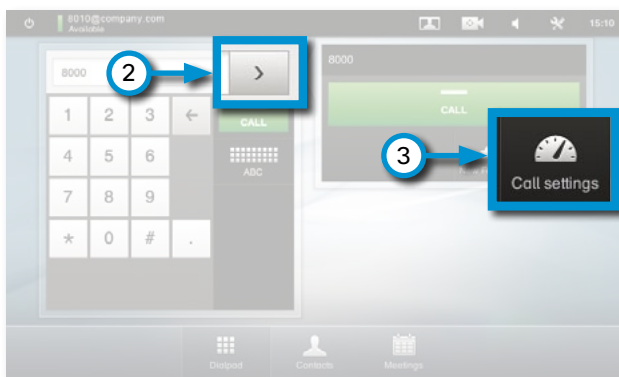 8010@company.com
Available
15:10
8000
2
>
1 2 3 ←
4 5 6
7 8 9
* 0 # .
CALL
ABC
8000
CALL
3
Call settings
Dialpad
Contacts
Meetings